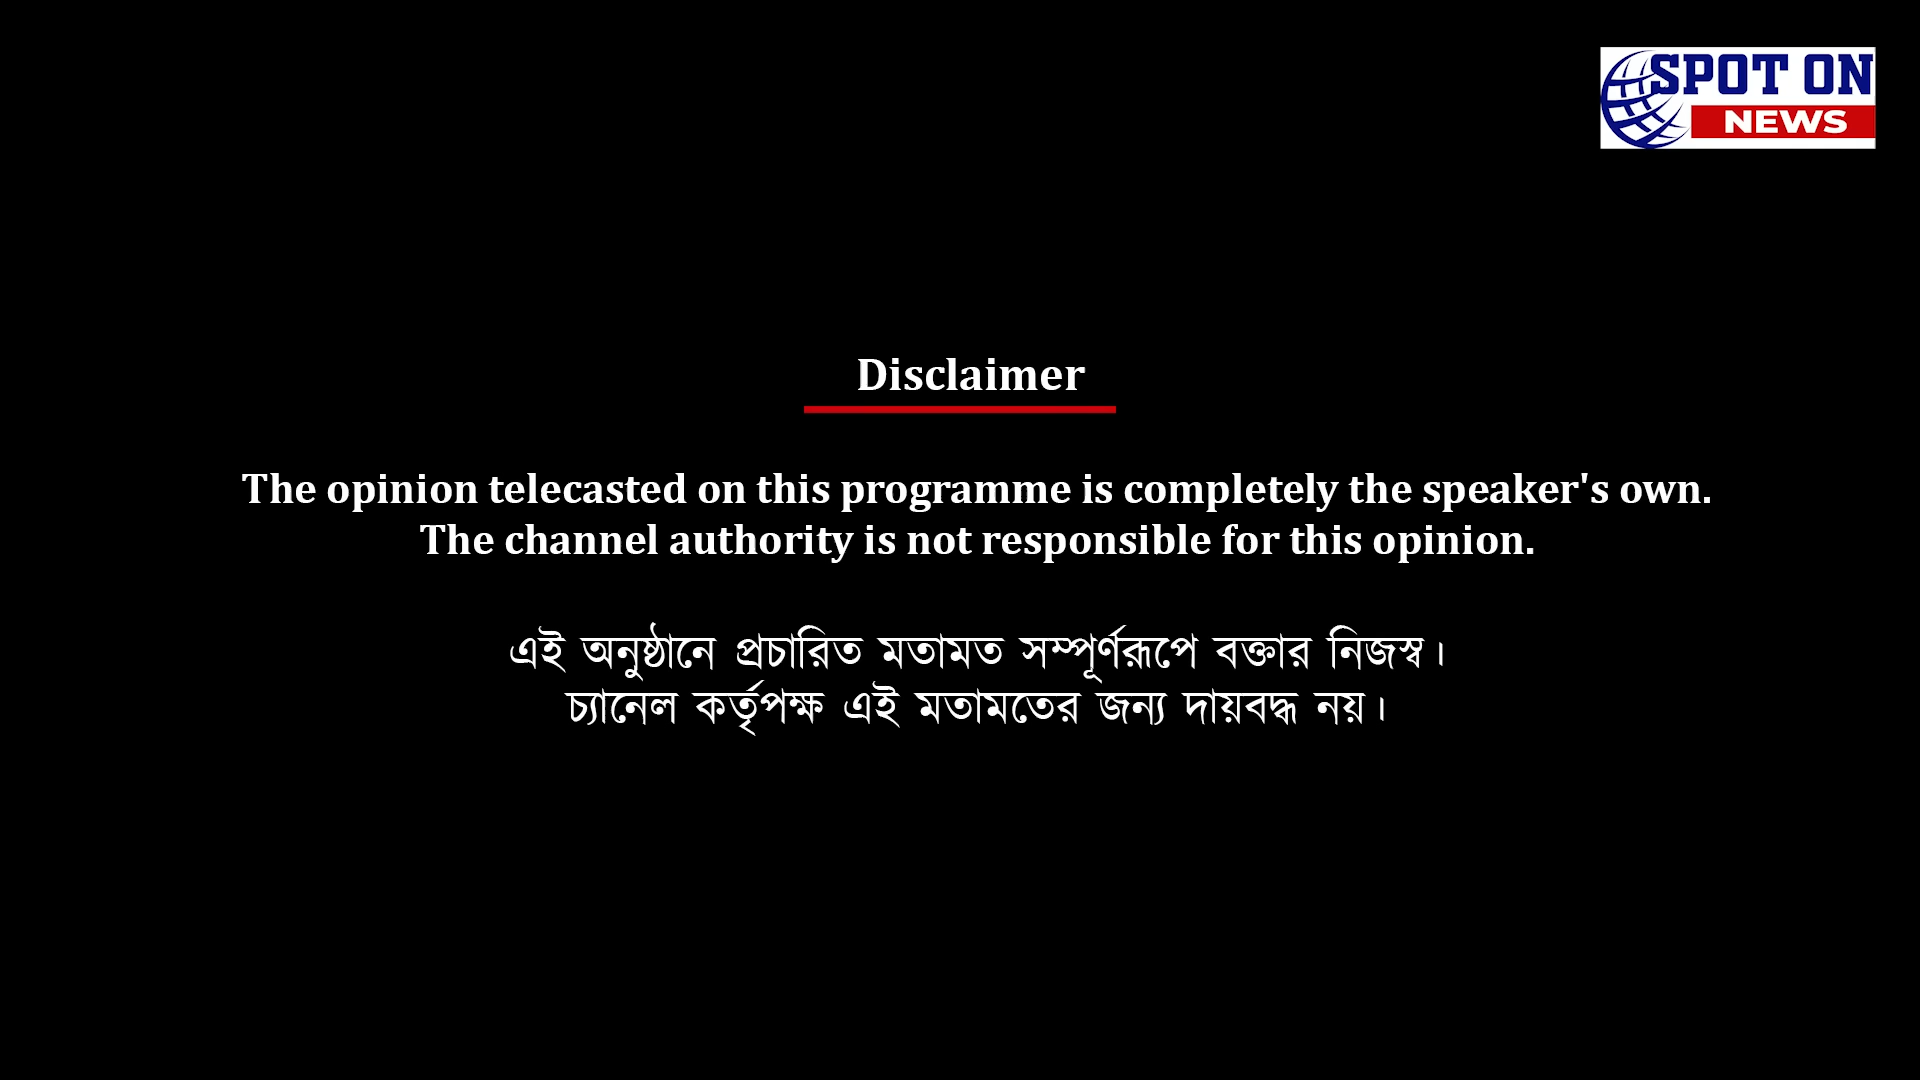 SPOT ON
NEWS
Disclaimer
The opinion telecasted on this programme is completely the speaker's own.
The channel authority is not responsible for this opinion.
এই অনুষ্ঠানে প্রচারিত মতামত সম্পূর্ণরূপে বক্তার নিজস্ব।
চ্যানেল কর্তৃপক্ষ এই মতামতের জন্য দায়বদ্ধ নয়।